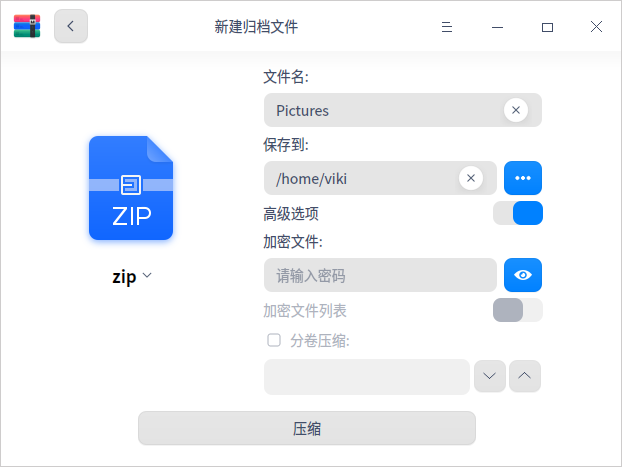 新建归档文件
文件名:
Pictures
保存到:
/home/viki
高级选项
加密文件:
请输入密码
加密文件列表
分卷压缩:
ZIP
zip
压缩